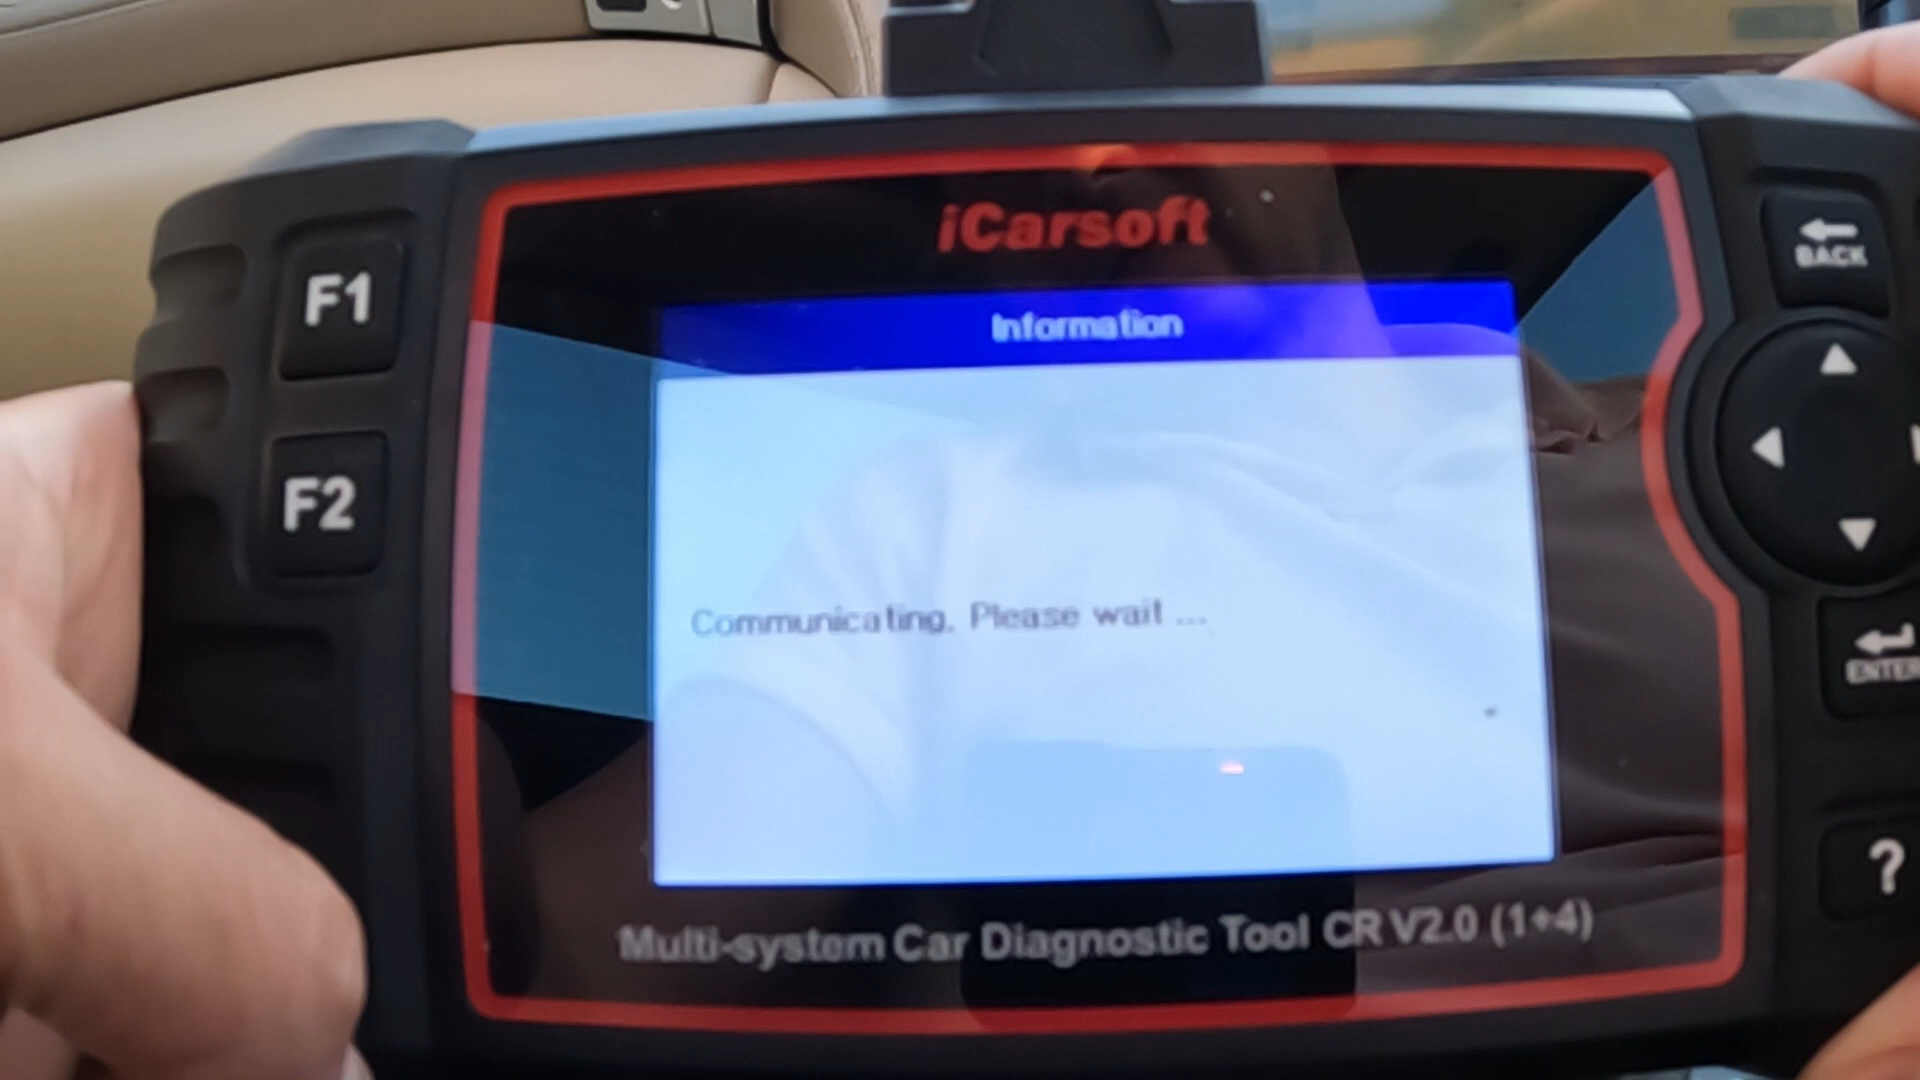 iCarsoft
Information
F1
BACK
F2
Communicating. Please wait ...
ENTER
?
Multi-system Car Diagnostic Tool CR V2.0 (1+4)